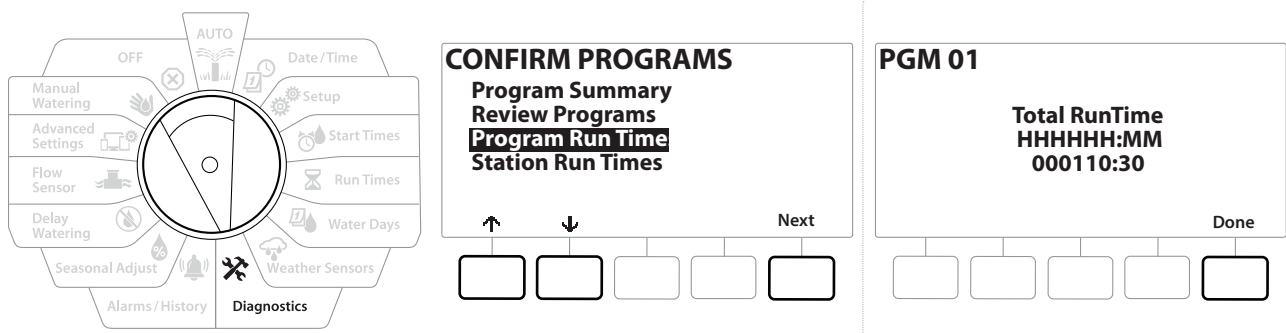 AUTO
OFF
Date / Time
Manual
Watering
Setup
Advanced
Settings
Start Times
Flow
Sensor
Run Times
Delay
Watering
Water Days
Seasonal Adjust
Weather Sensors
Alarms / History
Diagnostics
CONFIRM PROGRAMS
Program Summary
Review Programs
Program Run Time
Station Run Times
Next
PGM 01
Total RunTime
HHHHHH:MM
000110:30
Done